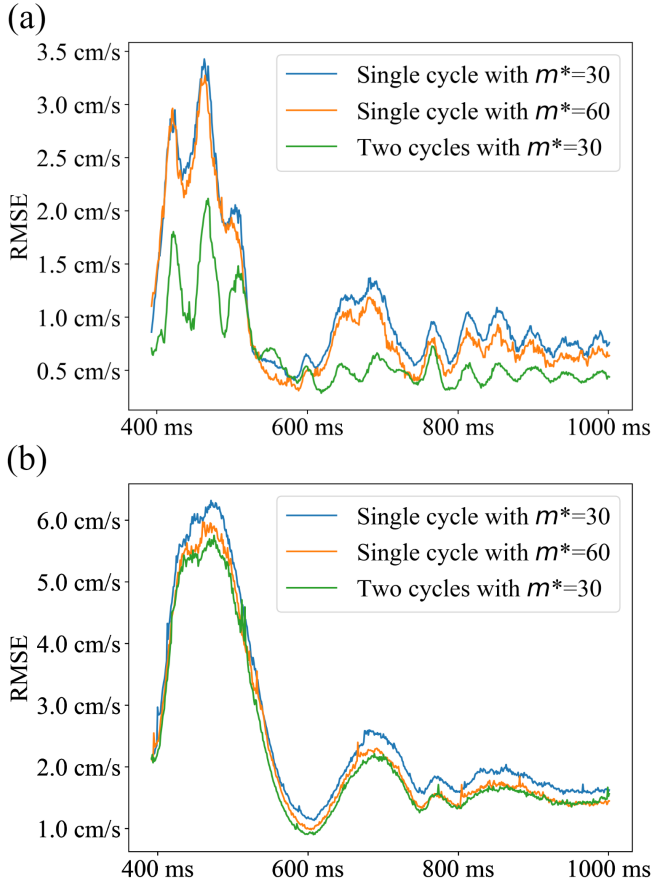 (a)
3.5 cm/s
3.0 cm/s
2.5 cm/s
2.0 cm/s
1.5 cm/s
1.0 cm/s
0.5 cm/s
RMSE
Single cycle with m*=30
Single cycle with m*=60
Two cycles with m*=30
400 ms
600 ms
800 ms
1000 ms
(b)
6.0 cm/s
5.0 cm/s
4.0 cm/s
3.0 cm/s
2.0 cm/s
1.0 cm/s
RMSE
Single cycle with m*=30
Single cycle with m*=60
Two cycles with m*=30
400 ms
600 ms
800 ms
1000 ms